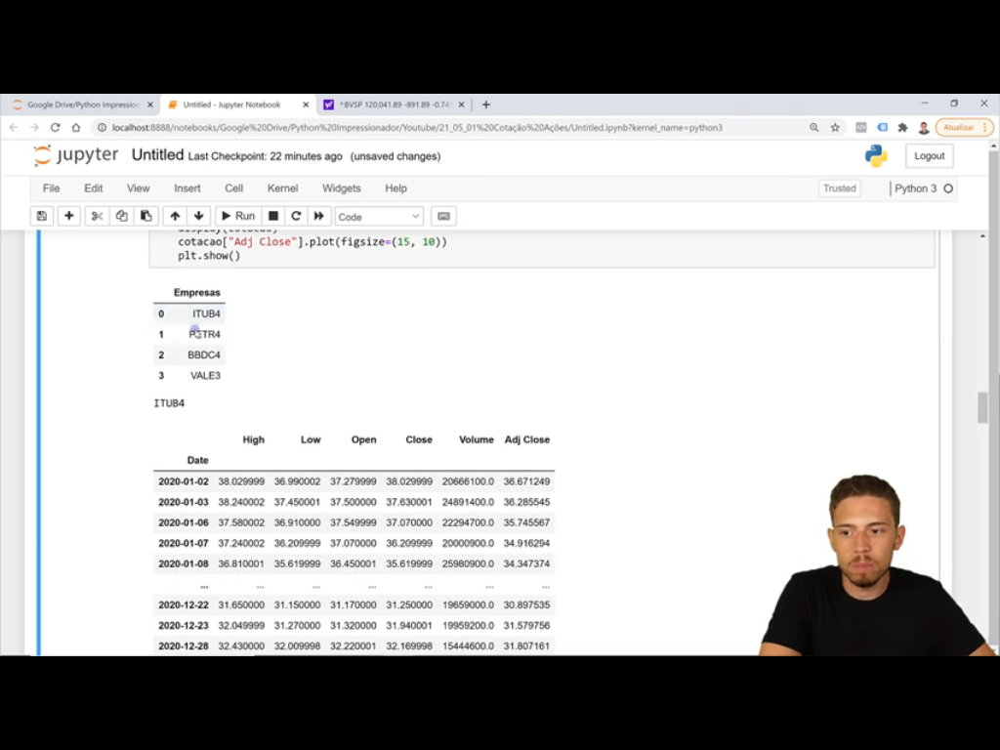 Google Drive/Python Impression
Untitled - Jupyter Notebook
^BVSP 120,041.89 -891.89 -0.74%
localhost:8888/notebooks/Google%20Drive/Python%20Impressionador/Youtube/21_05_01%20Cotação%20Ações/Untitled.ipynb?kernel_name=python3
Atualizar
jupyter Untitled Last Checkpoint: 22 minutes ago (unsaved changes)
Logout
File Edit View Insert Cell Kernel Widgets Help
Trusted
Python 3
Run
Code
display(cotacao)
cotacao["Adj Close"].plot(figsize=(15, 10))
plt.show()
Empresas
0 ITUB4
1 PETR4
2 BBDC4
3 VALE3
ITUB4
High Low Open Close Volume Adj Close
Date
2020-01-02 38.029999 36.990002 37.279999 38.029999 20666100.0 36.671249
2020-01-03 38.240002 37.450001 37.500000 37.630001 24891400.0 36.285545
2020-01-06 37.580002 36.910000 37.549999 37.070000 22294700.0 35.745567
2020-01-07 37.240002 36.209999 37.070000 36.209999 20000900.0 34.916294
2020-01-08 36.810001 35.619999 36.450001 35.619999 25980900.0 34.347374
... ... ... ... ... ... ...
2020-12-22 31.650000 31.150000 31.170000 31.250000 19659000.0 30.897535
2020-12-23 32.049999 31.270000 31.320000 31.940001 19959200.0 31.579756
2020-12-28 32.430000 32.009998 32.220001 32.169998 15444600.0 31.807161